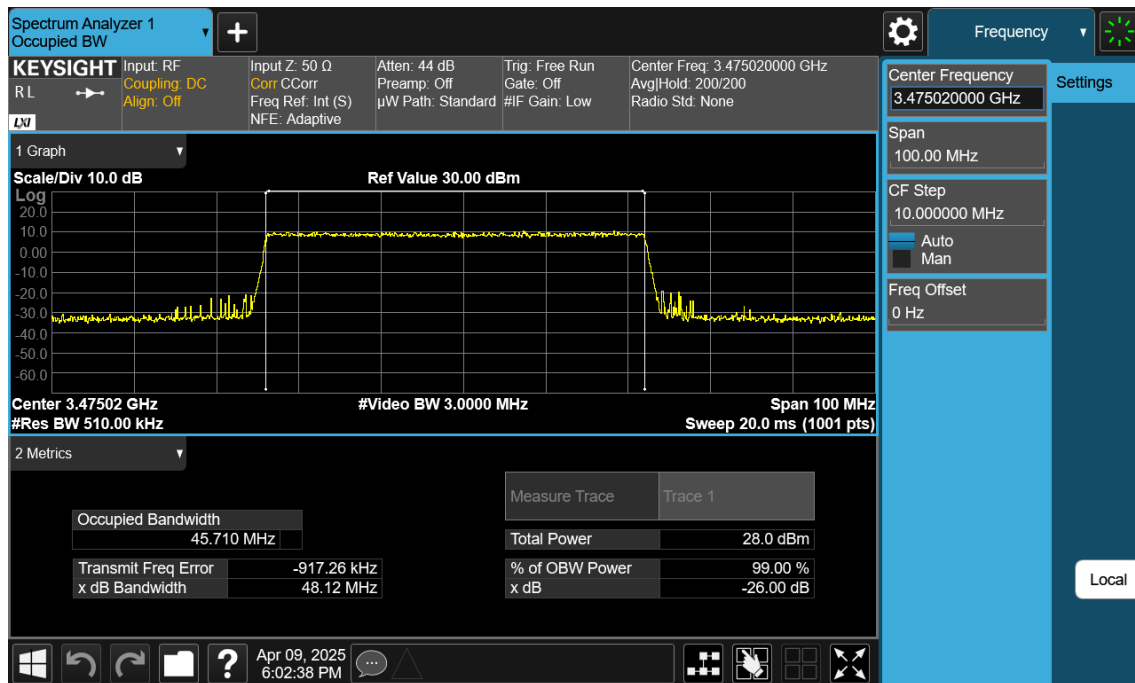 Spectrum Analyzer 1
Occupied BW
Frequency
KEYSIGHT
R L
LXI
Input: RF
Coupling: DC
Align: Off
Input Z: 50 Ω
Corr CCorr
Freq Ref: Int (S)
NFE: Adaptive
Atten: 44 dB
Preamp: Off
µW Path: Standard
Trig: Free Run
Gate: Off
#IF Gain: Low
Center Freq: 3.475020000 GHz
Avg|Hold: 200/200
Radio Std: None
1 Graph
Scale/Div 10.0 dB
Ref Value 30.00 dBm
Log
20.0
10.0
0.00
-10.0
-20.0
-30.0
-40.0
-50.0
-60.0
Center 3.47502 GHz
#Video BW 3.0000 MHz
Span 100 MHz
#Res BW 510.00 kHz
Sweep 20.0 ms (1001 pts)
2 Metrics
Measure Trace
Trace 1
Occupied Bandwidth
45.710 MHz
Total Power
28.0 dBm
Transmit Freq Error
-917.26 kHz
% of OBW Power
99.00 %
x dB Bandwidth
48.12 MHz
x dB
-26.00 dB
Center Frequency
3.475020000 GHz
Settings
Span
100.00 MHz
CF Step
10.000000 MHz
Auto
Man
Freq Offset
0 Hz
Local
?
Apr 09, 2025
6:02:38 PM